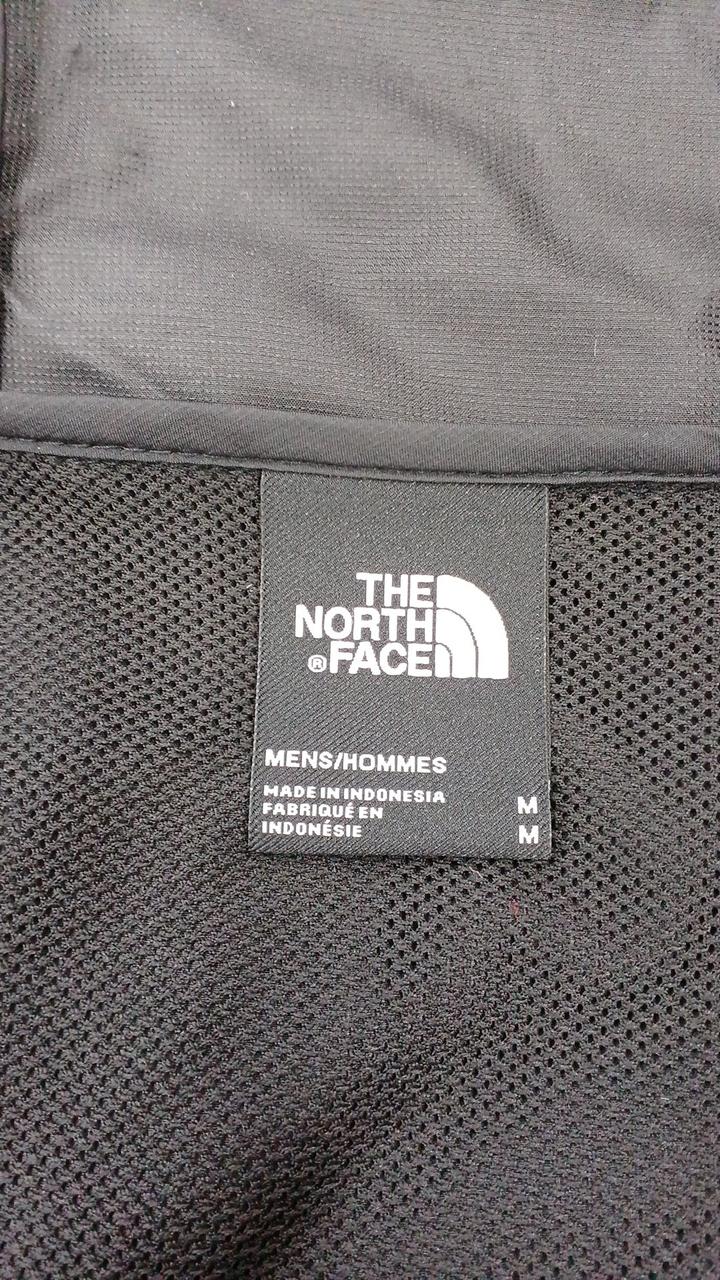 THE
NORTH
®FACE
MENS/HOMMES
MADE IN INDONESIA
FABRIQUÉ EN
INDONÉSIE
M
M